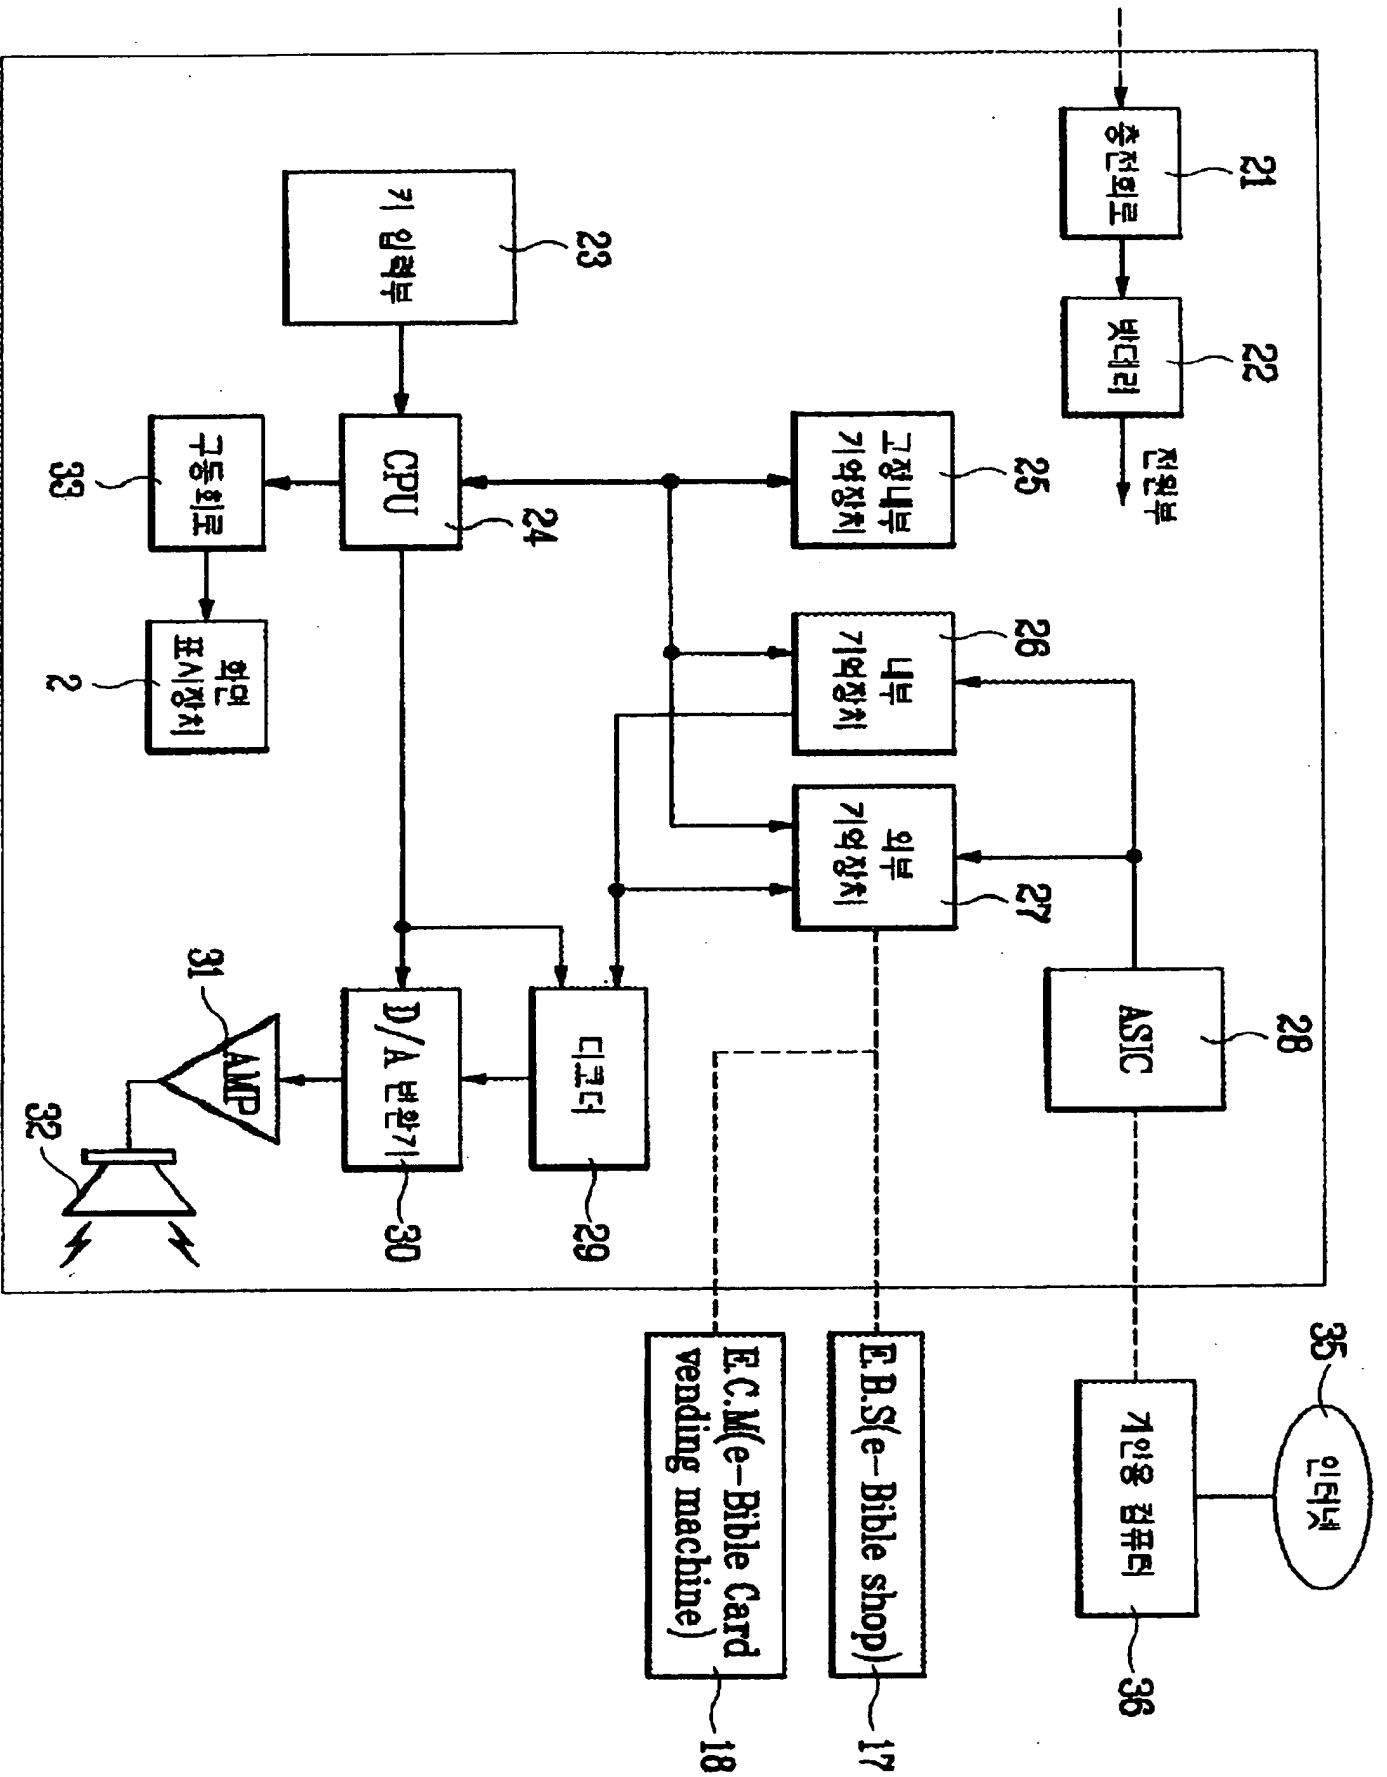 21
충전회로
22
밧데리
전원부
35
인터넷
36
개인용 컴퓨터
28
ASIC
25
고정내부
기억장치
26
내부
기억장치
27
외부
기억장치
17
E.B.S(e-Bible shop)
18
E.C.M(e-Bible Card
vending machine)
23
키 입력부
24
CPU
29
디코더
30
D/A 변환기
33
구동회로
2
화면
표시장치
31
AMP
32